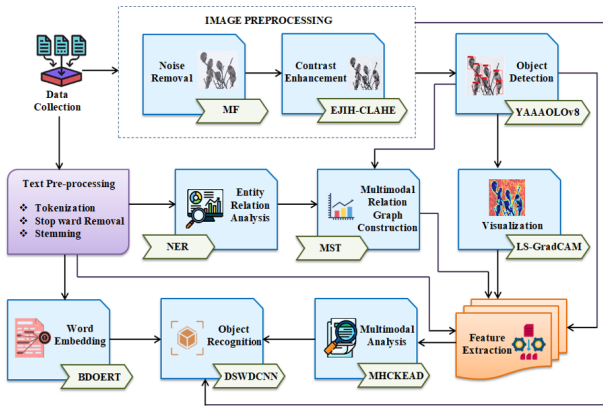 IMAGE PREPROCESSING
Noise
Removal
MF
Contrast
Enhancement
EJIH-CLAHE
Object
Detection
YAAAOLOv8
Data
Collection
Text Pre-processing
Tokenization
Stop ward Removal
Stemming
Entity
Relation
Analysis
NER
Multimodal
Relation
Graph
Construction
MST
Visualization
LS-GradCAM
Word
Embedding
BDOERT
Object
Recognition
DSWDCNN
Multimodal
Analysis
MHCKEAD
Feature
Extraction